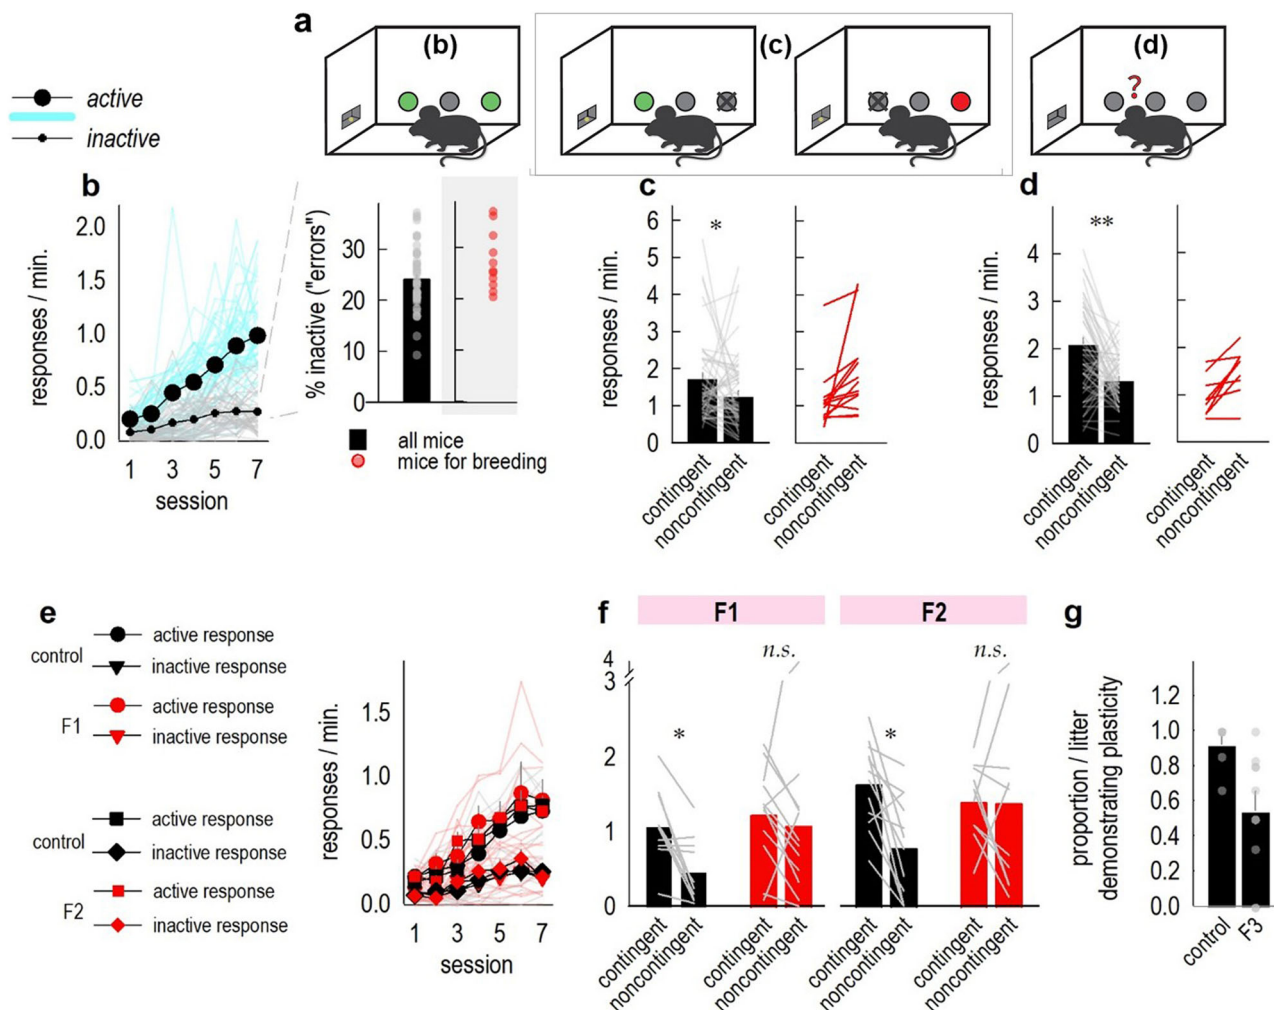 a
(b)
(c)
(d)
?
active
inactive
b
responses / min.
2.0
1.5
1.0
0.5
0.0
1 3 5 7
session
% inactive ("errors")
30
20
10
0
all mice
mice for breeding
c
responses / min.
6
5
4
3
2
1
0
*
contingent
noncontingent
contingent
noncontingent
d
responses / min.
5
4
3
2
1
0
**
contingent
noncontingent
contingent
noncontingent
e
control
active response
inactive response
F1
active response
inactive response
control
active response
inactive response
F2
active response
inactive response
responses / min.
1.5
1.0
0.5
0.0
1 3 5 7
session
f
F1
F2
4
3
2
1
0
*
n.s.
*
n.s.
contingent
noncontingent
contingent
noncontingent
contingent
noncontingent
contingent
noncontingent
g
proportion / litter
demonstrating plasticity
1.2
1.0
0.8
0.6
0.4
0.2
0.0
control
F3